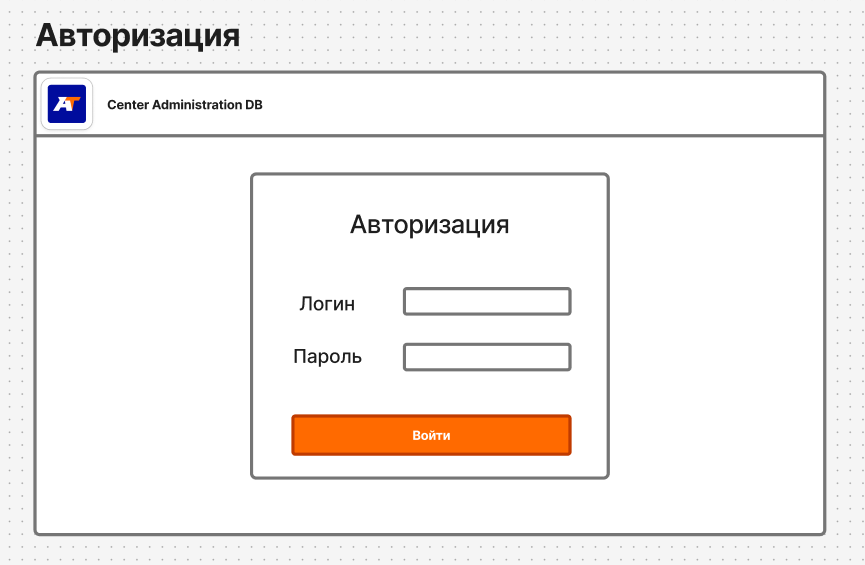 Авторизация
AT
Center Administration DB
Авторизация
Логин
Пароль
Войти